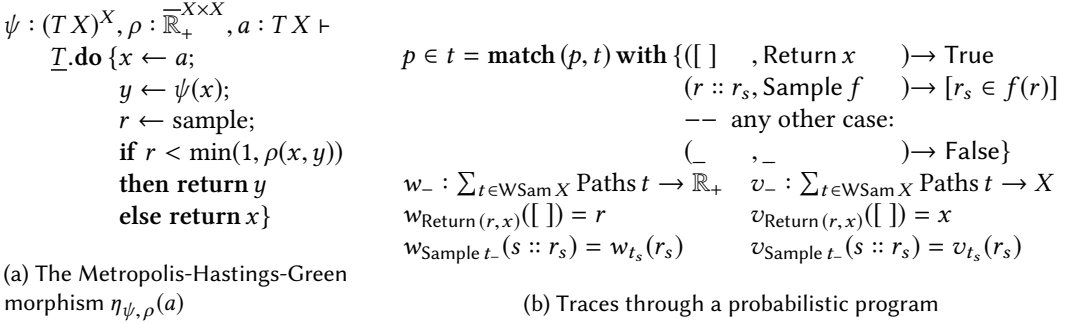 ψ : (T X)^X, ρ : ℝ̅₊^{X×X}, a : T X ⊢
T.do {x ← a;
y ← ψ(x);
r ← sample;
if r < min(1, ρ(x, y))
then return y
else return x}
(a) The Metropolis-Hastings-Green
morphism η_{ψ,ρ}(a)
p ∈ t = match (p, t) with {([ ] , Return x )→ True
(r :: r_s, Sample f )→ [r_s ∈ f(r)]
−− any other case:
(_ , _ )→ False}
w_− : ∑_{t∈WSam X} Paths t → ℝ₊ v_− : ∑_{t∈WSam X} Paths t → X
w_{Return (r,x)}([ ]) = r v_{Return (r,x)}([ ]) = x
w_{Sample t_−}(s :: r_s) = w_{t_s}(r_s) v_{Sample t_−}(s :: r_s) = v_{t_s}(r_s)
(b) Traces through a probabilistic program